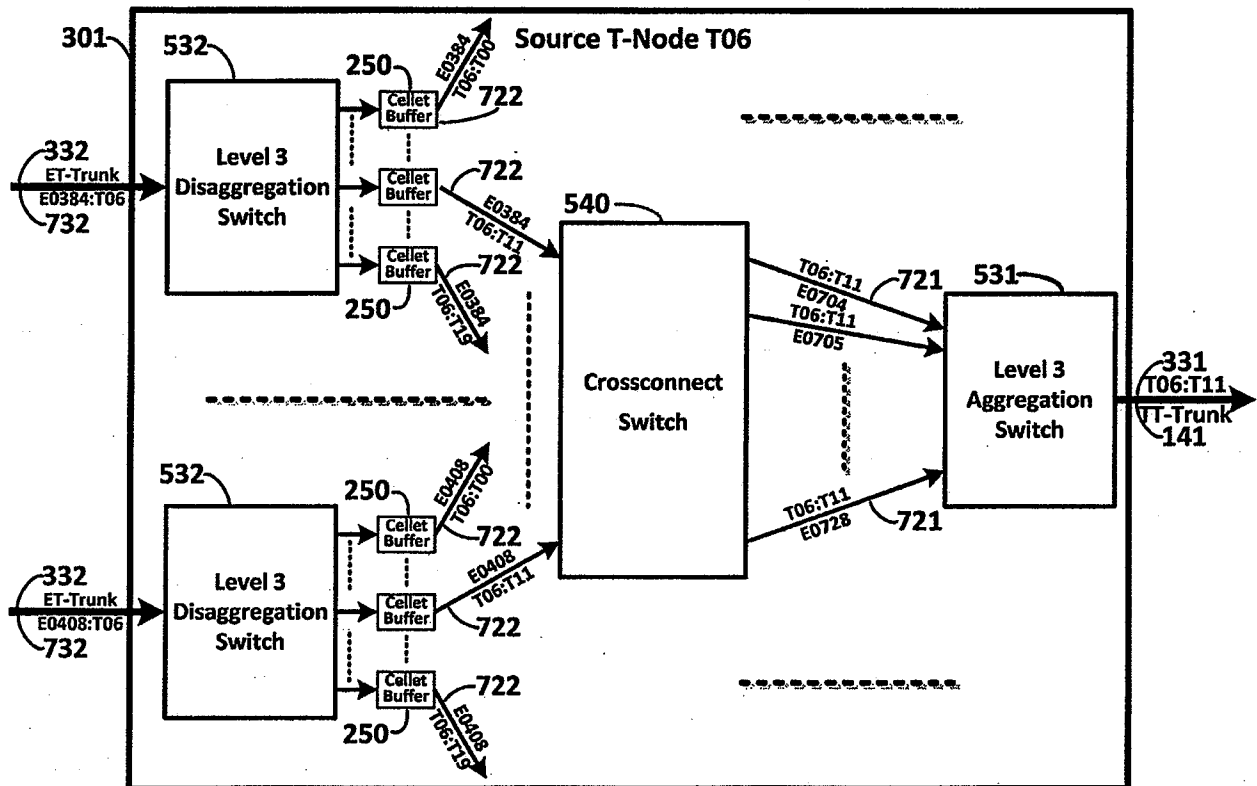 Source T-Node T06
301
532
250
Cellet
Buffer
E0384
T06:T00
722
Level 3
Disaggregation
Switch
332
ET-Trunk
E0384:T06
732
Cellet
Buffer
722
E0384
T06:T11
Cellet
Buffer
250
722
E0384
T06:T19
540
Crossconnect
Switch
T06:T11
E0704
721
T06:T11
E0705
531
Level 3
Aggregation
Switch
331
T06:T11
TT-Trunk
141
T06:T11
E0728
721
532
250
Cellet
Buffer
E0408
T06:T00
722
Level 3
Disaggregation
Switch
332
ET-Trunk
E0408:T06
732
Cellet
Buffer
E0408
T06:T11
722
Cellet
Buffer
250
722
E0408
T06:T19